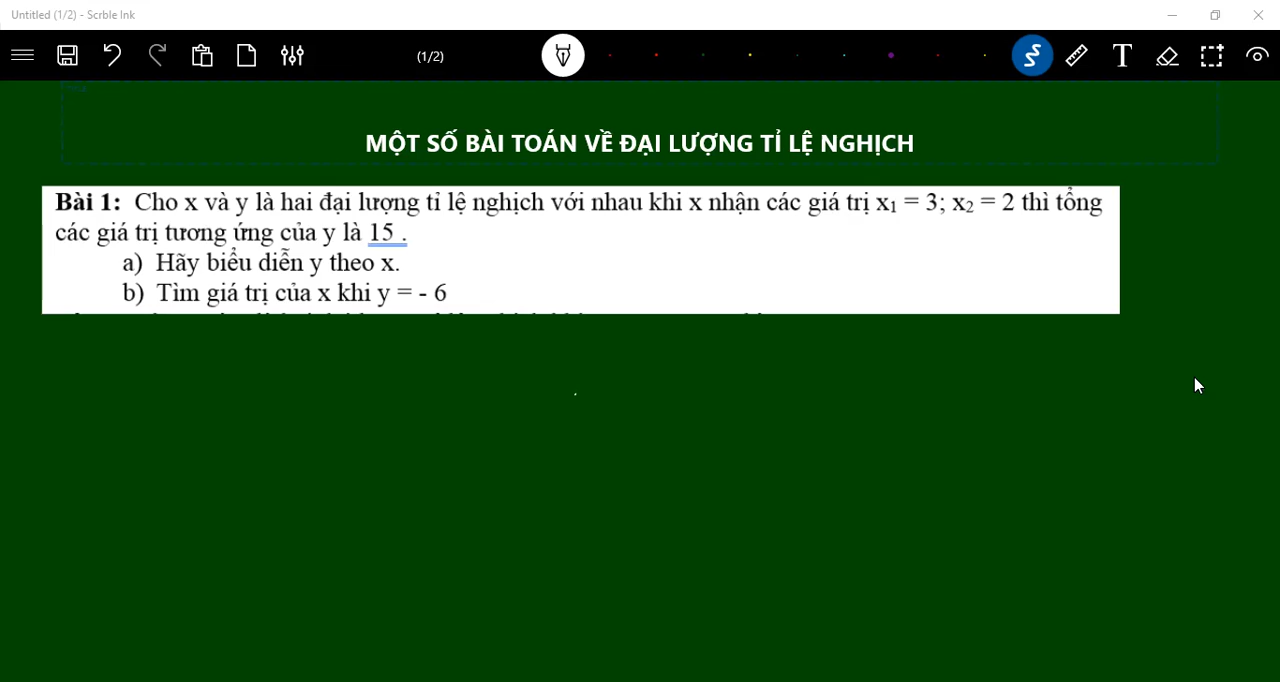 Untitled (1/2) - Scrble Ink
(1/2)
T
MỘT SỐ BÀI TOÁN VỀ ĐẠI LƯỢNG TỈ LỆ NGHỊCH
Bài 1: Cho x và y là hai đại lượng tỉ lệ nghịch với nhau khi x nhận các giá trị x₁ = 3; x₂ = 2 thì tổng
các giá trị tương ứng của y là 15 .
a) Hãy biểu diễn y theo x.
b) Tìm giá trị của x khi y = - 6